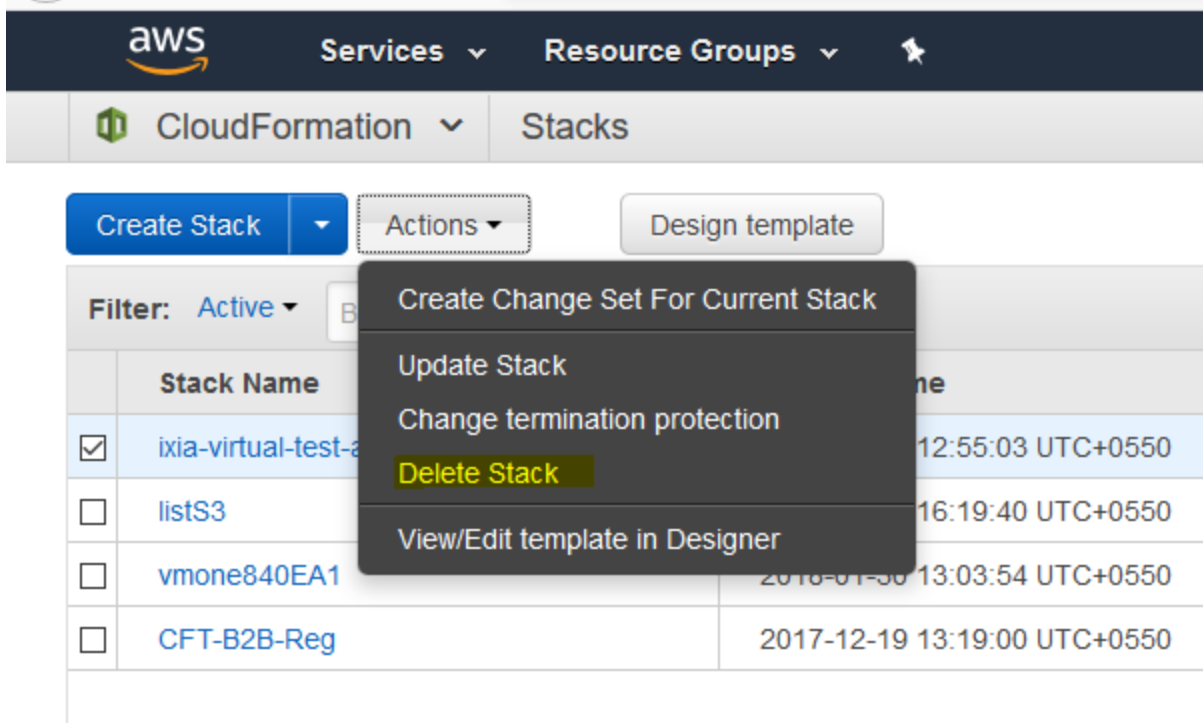 aws Services Resource Groups
CloudFormation Stacks
Create Stack Actions Design template
Filter: Active
Create Change Set For Current Stack
Update Stack
Change termination protection
Delete Stack
View/Edit template in Designer
Stack Name
ixia-virtual-test- 12:55:03 UTC+0550
listS3 16:19:40 UTC+0550
vmone840EA1 2018-01-30 13:03:54 UTC+0550
CFT-B2B-Reg 2017-12-19 13:19:00 UTC+0550